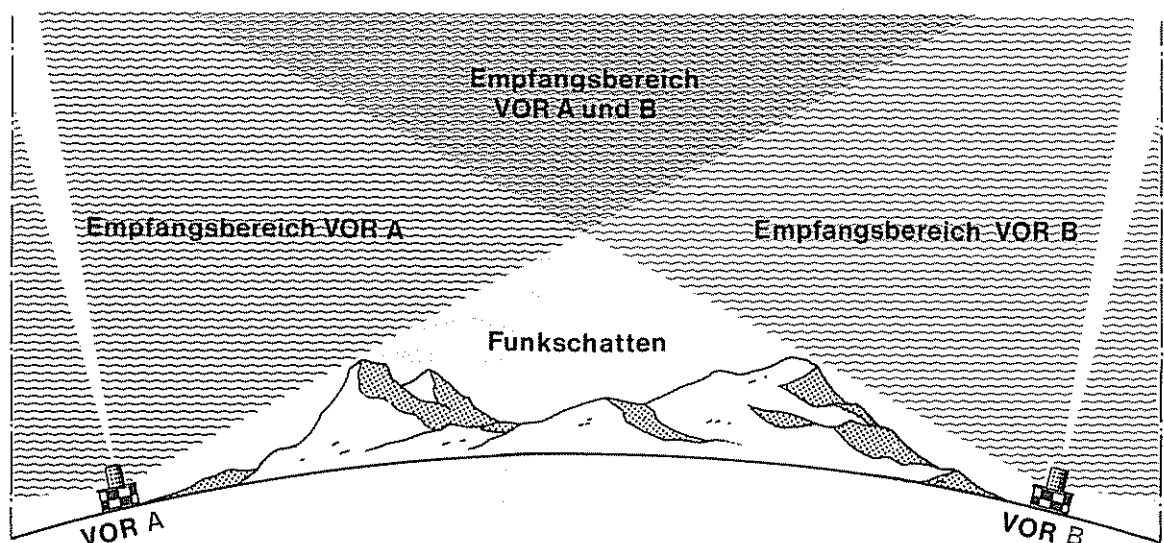 Empfangsbereich
VOR A und B
Empfangsbereich VOR A
Empfangsbereich VOR B
Funkschatten
VOR A
VOR B